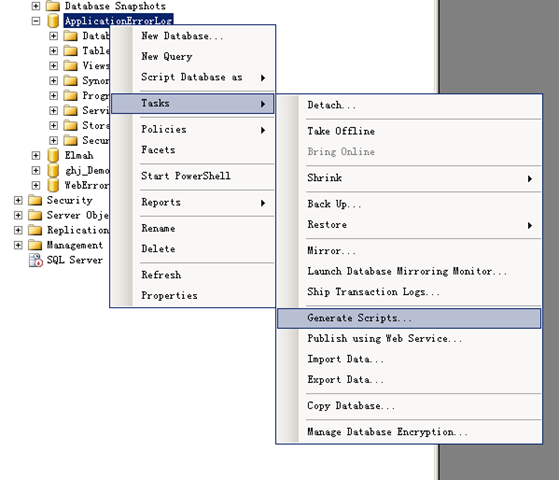 Database Snapshots
ApplicationErrorLog
Datab
Table
Views
Synon
Progr
Servi
Stora
Secur
Elmah
ghj_Demo
WebError
Security
Server Obje
Replication
Management
SQL Server
New Database...
New Query
Script Database as
Tasks
Policies
Facets
Start PowerShell
Reports
Rename
Delete
Refresh
Properties
Detach...
Take Offline
Bring Online
Shrink
Back Up...
Restore
Mirror...
Launch Database Mirroring Monitor...
Ship Transaction Logs...
Generate Scripts...
Publish using Web Service...
Import Data...
Export Data...
Copy Database...
Manage Database Encryption...